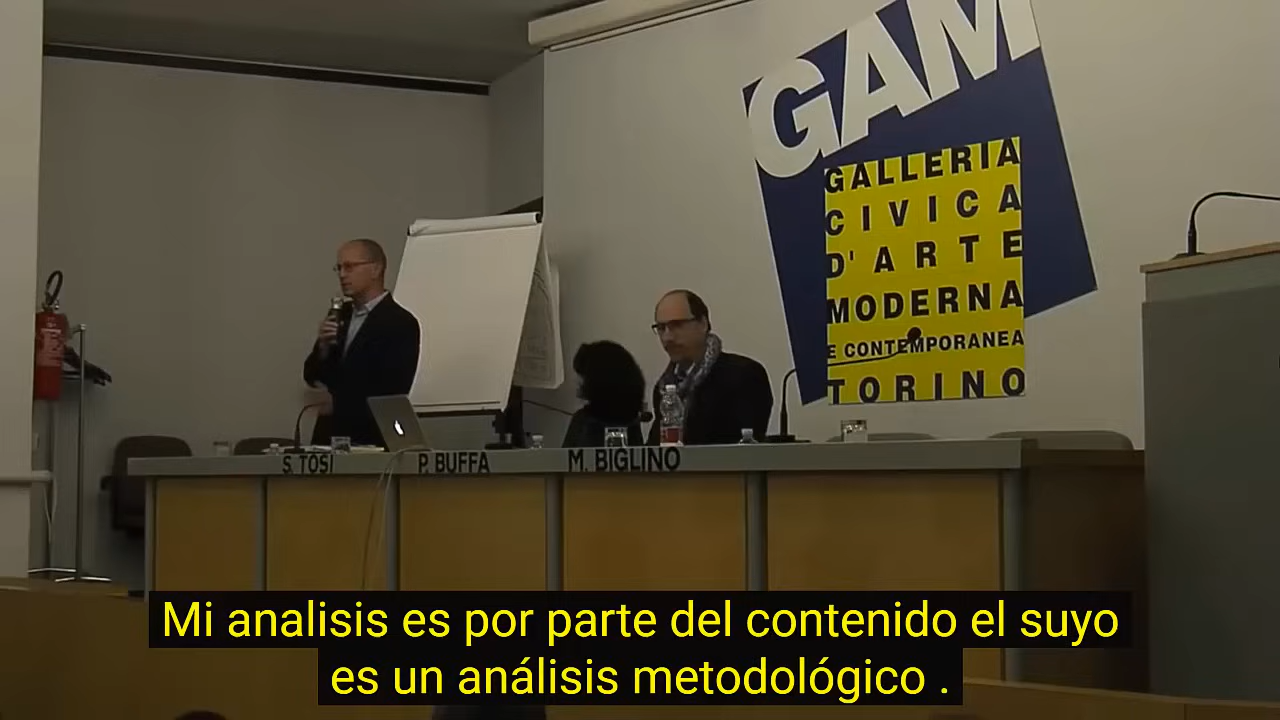 GAM
GALLERIA
CIVICA
D'ARTE
MODERNA
E CONTEMPORANEA
TORINO
S. TOSI
P. BUFFA
M. BIGLINO
Mi analisis es por parte del contenido el suyo
es un análisis metodológico .